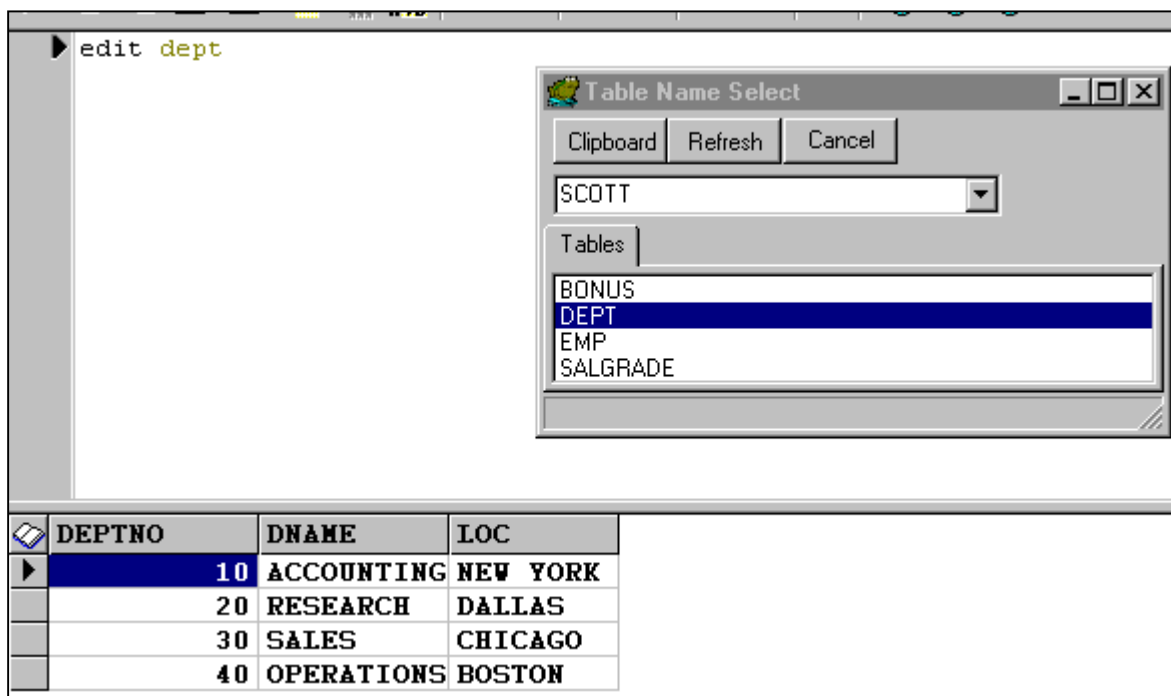 edit dept
Table Name Select
Clipboard Refresh Cancel
SCOTT
Tables
BONUS
DEPT
EMP
SALGRADE
DEPTNO DNAME LOC
10 ACCOUNTING NEW YORK
20 RESEARCH DALLAS
30 SALES CHICAGO
40 OPERATIONS BOSTON